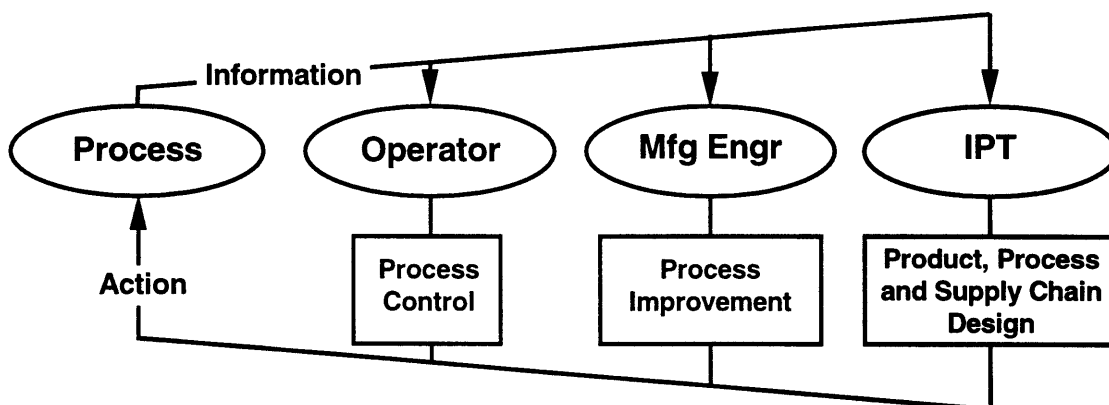 Information
Process
Operator
Mfg Engr
IPT
Action
Process
Control
Process
Improvement
Product, Process
and Supply Chain
Design